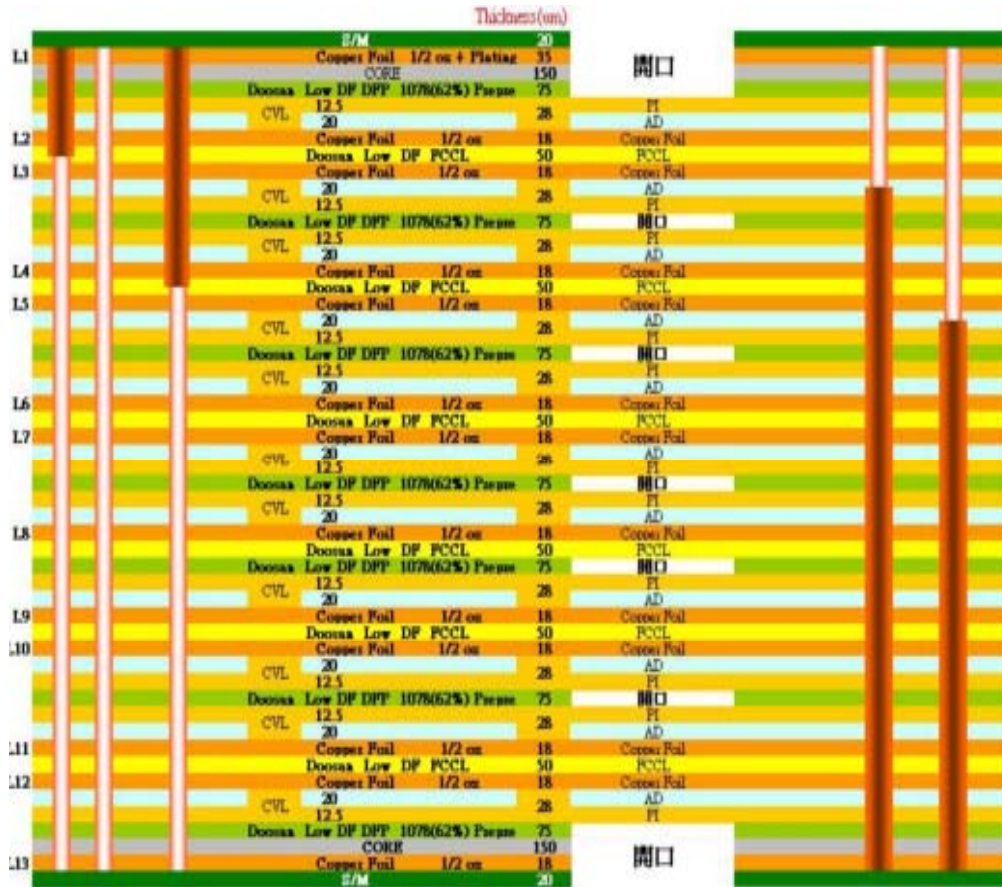 Thickness(um)
S/M 20
L1 Copper Foil 1/2 oz + Plating 35 開口
CORE 150
Doosan Low DF DFP 1078(62%) Prepre 75
12.5 PI
CVL 28
20 AD
L2 Copper Foil 1/2 oz 18 Copper Foil
Doosan Low DF FCCL 50 FCCL
L3 Copper Foil 1/2 oz 18 Copper Foil
20 AD
CVL 28
12.5 PI
Doosan Low DF DFP 1078(62%) Prepre 75 開口
12.5 PI
CVL 28
20 AD
L4 Copper Foil 1/2 oz 18 Copper Foil
Doosan Low DF FCCL 50 FCCL
L5 Copper Foil 1/2 oz 18 Copper Foil
20 AD
CVL 28
12.5 PI
Doosan Low DF DFP 1078(62%) Prepre 75 開口
12.5 PI
CVL 28
20 AD
L6 Copper Foil 1/2 oz 18 Copper Foil
Doosan Low DF FCCL 50 FCCL
L7 Copper Foil 1/2 oz 18 Copper Foil
20 AD
CVL 28
12.5 PI
Doosan Low DF DFP 1078(62%) Prepre 75 開口
12.5 PI
CVL 28
20 AD
L8 Copper Foil 1/2 oz 18 Copper Foil
Doosan Low DF FCCL 50 FCCL
Doosan Low DF DFP 1078(62%) Prepre 75 開口
12.5 PI
CVL 28
20 AD
L9 Copper Foil 1/2 oz 18 Copper Foil
Doosan Low DF FCCL 50 FCCL
L10 Copper Foil 1/2 oz 18 Copper Foil
20 AD
CVL 28
12.5 PI
Doosan Low DF DFP 1078(62%) Prepre 75 開口
12.5 PI
CVL 28
20 AD
L11 Copper Foil 1/2 oz 18 Copper Foil
Doosan Low DF FCCL 50 FCCL
L12 Copper Foil 1/2 oz 18 Copper Foil
20 AD
CVL 28
12.5 PI
Doosan Low DF DFP 1078(62%) Prepre 75
CORE 150 開口
L13 Copper Foil 1/2 oz 18
S/M 20